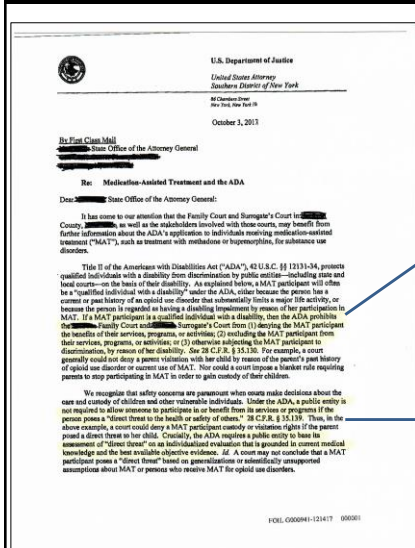 U.S. Department of Justice
United States Attorney
Southern District of New York
86 Chambers Street
New York, New York
October 3, 2017
By First Class Mail
State Office of the Attorney General
Re: Medication-Assisted Treatment and the ADA
Dear State Office of the Attorney General:
It has come to our attention that the Family Court and Surrogate's Court in
County, as well as the stakeholders involved with those courts, may benefit from
further information about the ADA's application to individuals receiving medication-assisted
treatment ("MAT"), such as treatment with methadone or buprenorphine, for substance use
disorders.
Title II of the Americans with Disabilities Act ("ADA"), 42 U.S.C. §§ 12131-34, protects
qualified individuals with a disability from discrimination by public entities—including state and
local courts—on the basis of their disability. As explained below, a MAT participant will often
be a "qualified individual with a disability" under the ADA, either because the person has a
current or past history of an opioid use disorder that substantially limits a major life activity, or
because the person is regarded as having a disabling impairment by reason of her participation in
MAT. If a MAT participant is a qualified individual with a disability, then the ADA prohibits
the Family Court and Surrogate's Court from (1) denying the MAT participant
the benefits of their services, programs, or activities; (2) excluding the MAT participant from
their services, programs, or activities; or (3) otherwise subjecting the MAT participant to
discrimination, by reason of her disability. See 28 C.F.R. § 35.130. For example, a court
generally could not deny a parent visitation with her child by reason of the parent's past history
of opioid use disorder or current use of MAT. Nor could a court impose a blanket rule requiring
parents to stop participating in MAT in order to gain custody of their children.
We recognize that safety concerns are paramount when courts make decisions about the
care and custody of children and other vulnerable individuals. Under the ADA, a public entity is
not required to allow someone to participate in or benefit from its services or programs if the
person poses a "direct threat to the health or safety of others." 28 C.F.R. § 35.139. Thus, in the
above example, a court could deny a MAT participant custody or visitation rights if the parent
posed a direct threat to her child. Crucially, the ADA requires a public entity to base its
assessment of "direct threat" on an individualized evaluation that is grounded in current medical
knowledge and the best available objective evidence. Id. A court may not conclude that a MAT
participant poses a "direct threat" based on generalizations or scientifically unsupported
assumptions about MAT or persons who receive MAT for opioid use disorders.
FOIL G000941-121417 000001